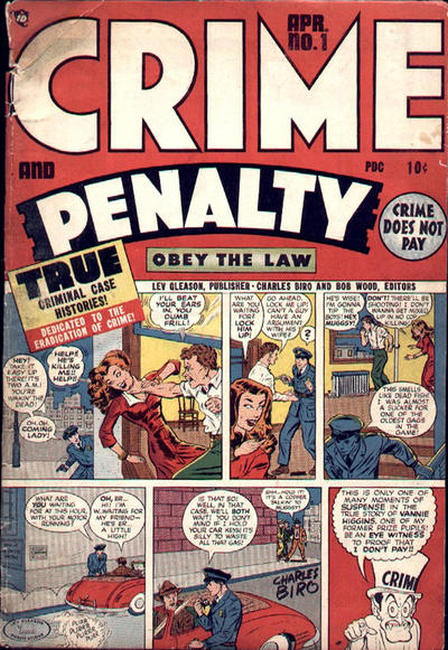 APR.
NO.1
CRIME
AND
PDC 10¢
PENALTY
CRIME
DOES NOT
PAY
OBEY THE LAW
TRUE
CRIMINAL CASE
HISTORIES!
DEDICATED TO THE
ERADICATION OF CRIME!
LEV GLEASON, PUBLISHER · CHARLES BIRO AND BOB WOOD, EDITORS
HEY!
TAKE IT
EASY UP
THERE! IT'S
TWO A.M.!
YOU'RE
WAKIN' THE
DEAD!
HELP!!
HE'S
KILLING
ME!!
HELP!!
OH, OH.
COMING
LADY!
I'LL BEAT
YOUR EARS
IN, YOU
DUMB
FRILL!
WHAT
ARE YOU
WAITING
FOR?
LOCK
HIM
UP!
GO AHEAD.
LOCK ME UP!
CAN'T A GUY
HAVE AN
ARGUMENT
WITH HIS
WIFE?
?
HE'S WISE!
I'M GONNA
TIP THE
BOYS! HEY,
MUGGSY!
DON'T! THERE'LL BE
SHOOTING! I DON'T
WANNA GET MIXED
UP IN NO COP
KILLING!
THIS SMELLS
LIKE DEAD FISH!
I WAS ALMOST
A SUCKER FOR
ONE OF THE
OLDEST GAGS
IN THE
GAME!
WHAT ARE
YOU WAITING
FOR AT THIS HOUR,
WITH YOUR MOTOR
RUNNING?
OH, ER..
HI! I'M
WAITING FOR
MY FRIEND—
HE'S ER..
A LITTLE
HIGH!
PURR
PURRR
PURRR
IS THAT SO!
WELL, IN THAT
CASE, WE'LL BOTH
WAIT! YOU DON'T
MIND IF I HOLD
YOUR CAR KEYS! IT'S
SILLY TO WASTE
ALL THAT GAS!
SHH..HOLD IT!
IT'S A COPPER
TALKIN' TO
MUGGSY!
CHARLES
BIRO
THIS IS ONLY ONE
OF MANY MOMENTS OF
SUSPENSE IN THE
TRUE STORY OF VANNIE
HIGGINS, ONE OF MY
FORMER PRIZE PUPILS!
BE AN EYE WITNESS
TO PROOF THAT
I DON'T PAY!!
CRIME